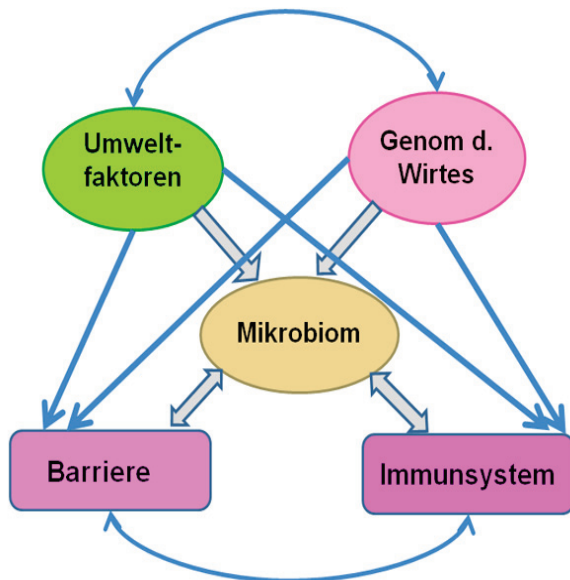 Umwelt-
faktoren
Genom d.
Wirtes
Mikrobiom
Barriere
Immunsystem